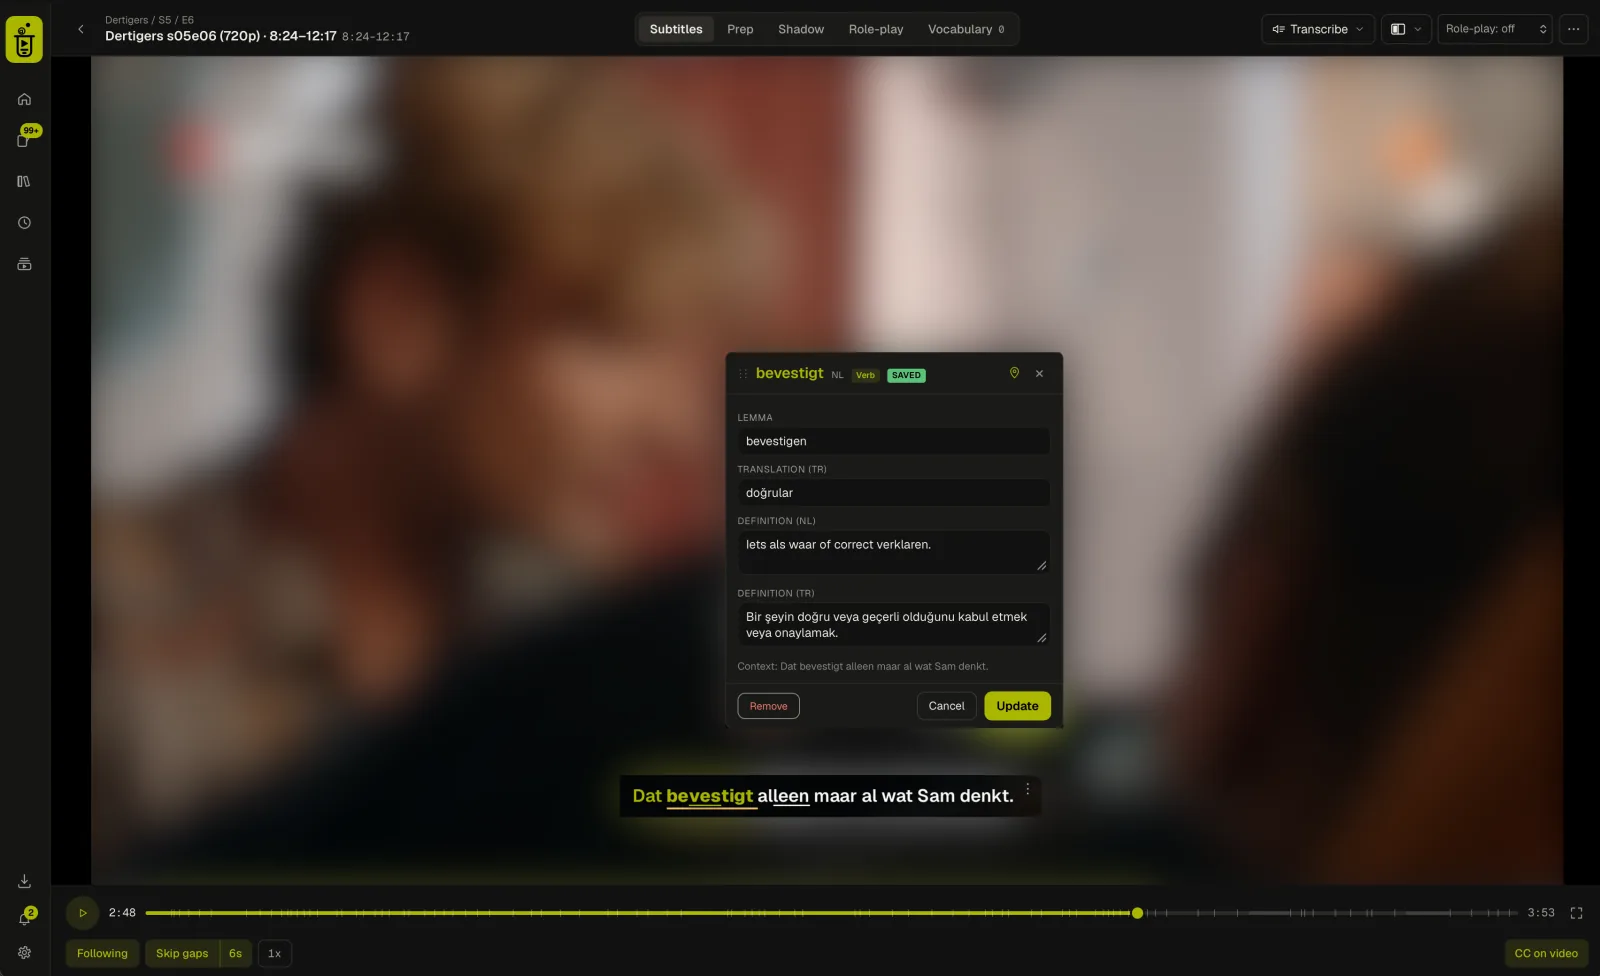 Dertigers / S5 / E6
Dertigers s05e06 (720p) · 8:24–12:17 8:24-12:17
Subtitles Prep Shadow Role-play Vocabulary 0
Transcribe
Role-play: off
99+
bevestigt NL Verb SAVED
LEMMA
bevestigen
TRANSLATION (TR)
doğrular
DEFINITION (NL)
Iets als waar of correct verklaren.
DEFINITION (TR)
Bir şeyin doğru veya geçerli olduğunu kabul etmek
veya onaylamak.
Context: Dat bevestigt alleen maar al wat Sam denkt.
Remove Cancel Update
Dat bevestigt alleen maar al wat Sam denkt.
2
2:48 3:53
Following Skip gaps 6s 1x CC on video